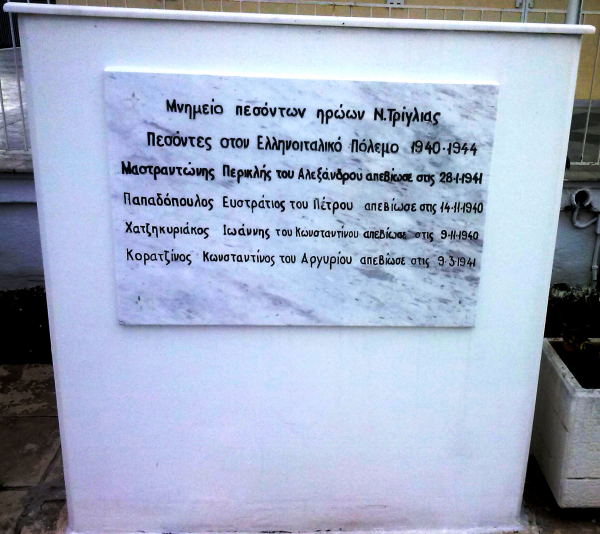 Μνημείο πεσόντων ηρώων Ν.Τρίγλιας
Πεσόντες στον Ελληνοιταλικό Πόλεμο 1940-1944
Μαστραντώνης Περικλής του Αλεξάνδρου απεβίωσε στις 28-1-1941
Παπαδόπουλος Ευστράτιος του Πέτρου απεβίωσε στις 14-11-1940
Χατζηκυριάκος Ιωάννης του Κωνσταντίνου απεβίωσε στις 9-11-1940
Κορατζίνος Κωνσταντίνος του Αργυρίου απεβίωσε στις 9-3-1941